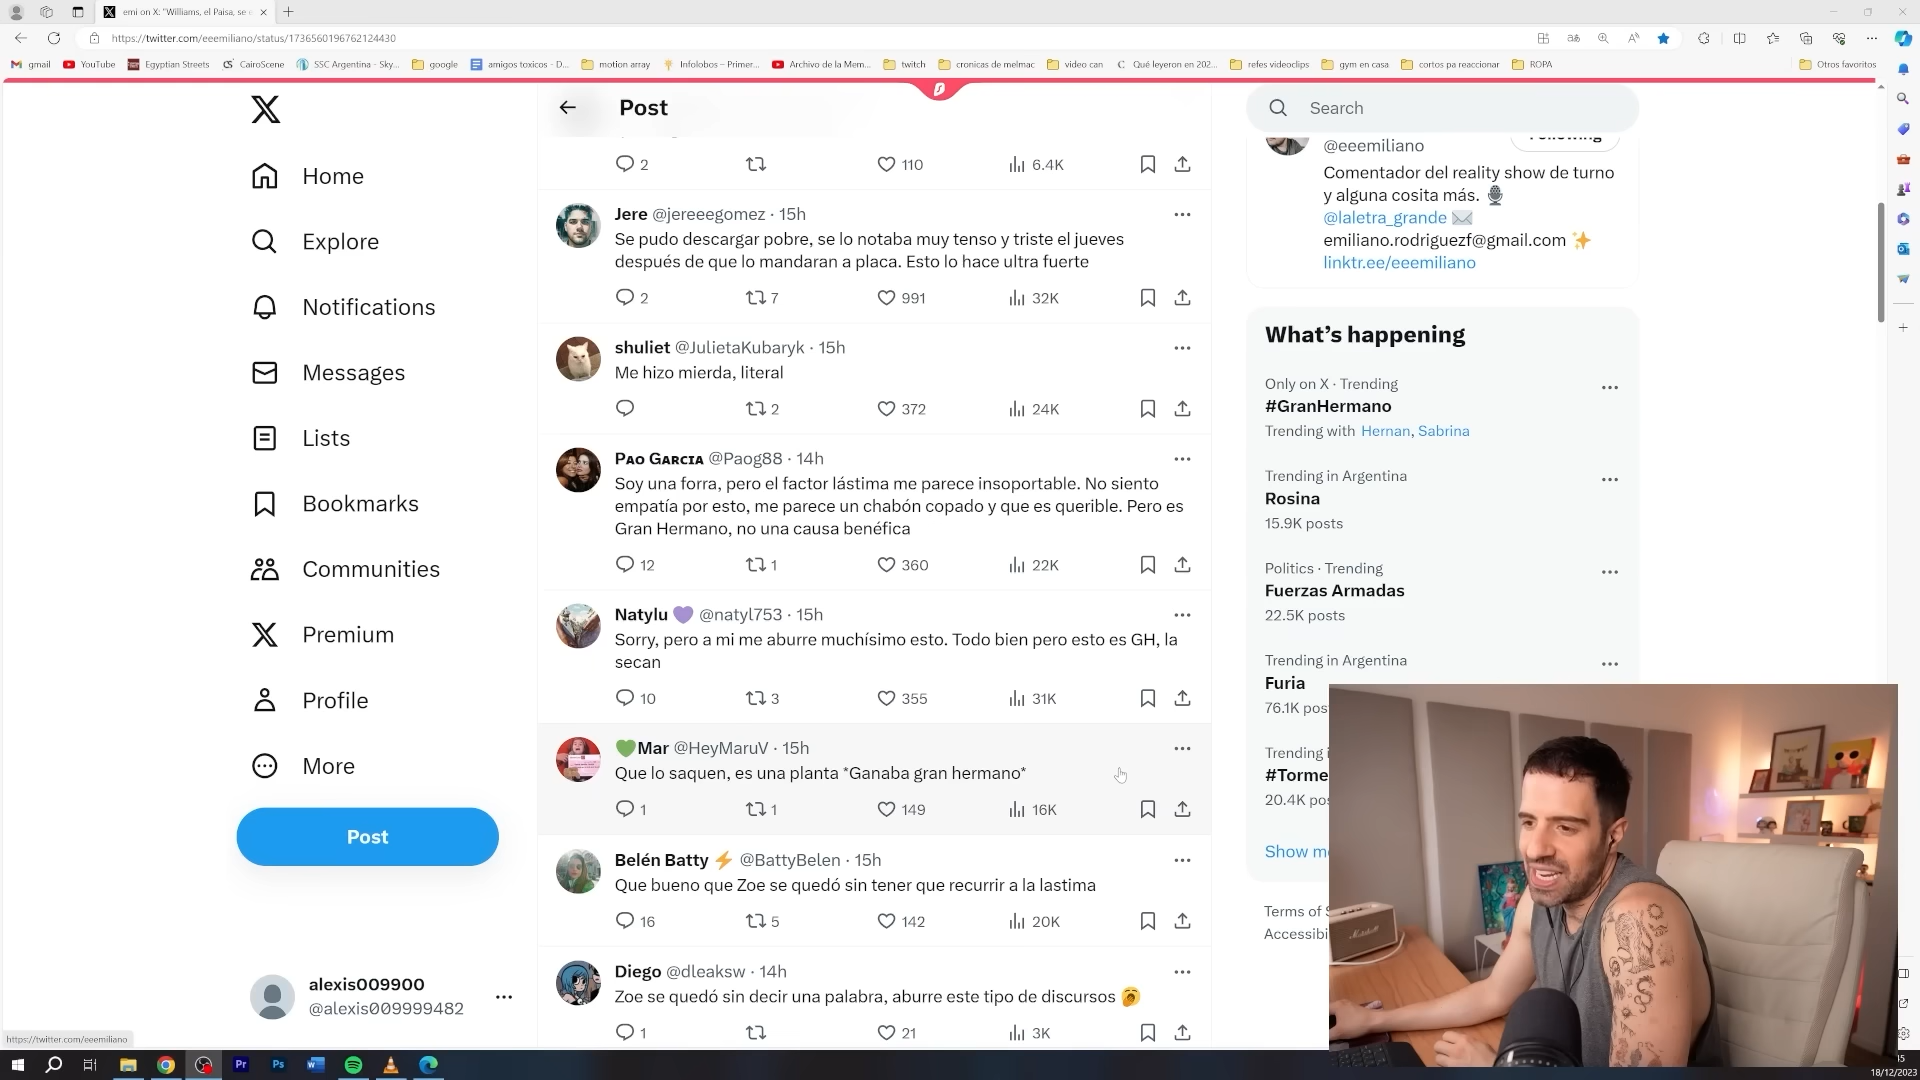 emi on X: "Williams, el Paisa, se
https://twitter.com/eeemiliano/status/1736560196762124430
gmail
YouTube
Egyptian Streets
CairoScene
SSC Argentina - Sky...
google
amigos toxicos - D...
motion array
Infolobos – Primer...
Archivo de la Mem...
twitch
cronicas de melmac
video can
Qué leyeron en 202...
refes videoclips
gym en casa
cortos pa reaccionar
ROPA
Otros favoritos
Home
Explore
Notifications
Messages
Lists
Bookmarks
Communities
Premium
Profile
More
Post
alexis009900
@alexis009999482
https://twitter.com/eeemiliano
Post
2 110 6.4K
Jere @jereeegomez · 15h
Se pudo descargar pobre, se lo notaba muy tenso y triste el jueves
después de que lo mandaran a placa. Esto lo hace ultra fuerte
2 7 991 32K
shuliet @JulietaKubaryk · 15h
Me hizo mierda, literal
2 372 24K
Pao Garcia @Paog88 · 14h
Soy una forra, pero el factor lástima me parece insoportable. No siento
empatía por esto, me parece un chabón copado y que es querible. Pero es
Gran Hermano, no una causa benéfica
12 1 360 22K
Natylu 💜 @natyl753 · 15h
Sorry, pero a mi me aburre muchísimo esto. Todo bien pero esto es GH, la
secan
10 3 355 31K
💚Mar @HeyMaruV · 15h
Que lo saquen, es una planta *Ganaba gran hermano*
1 1 149 16K
Belén Batty ⚡ @BattyBelen · 15h
Que bueno que Zoe se quedó sin tener que recurrir a la lastima
16 5 142 20K
Diego @dleaksw · 14h
Zoe se quedó sin decir una palabra, aburre este tipo de discursos 🥱
1 21 3K
Search
Following
@eeemiliano
Comentador del reality show de turno
y alguna cosita más. 🎙️
@laletra_grande ✉️
emiliano.rodriguezf@gmail.com ✨
linktr.ee/eeemiliano
What's happening
Only on X · Trending
#GranHermano
Trending with Hernan, Sabrina
Trending in Argentina
Rosina
15.9K posts
Politics · Trending
Fuerzas Armadas
22.5K posts
Trending in Argentina
Furia
76.1K pos
Trending i
#Torme
20.4K pos
Show m
Terms of S
Accessibi
Marshall
18/12/2023